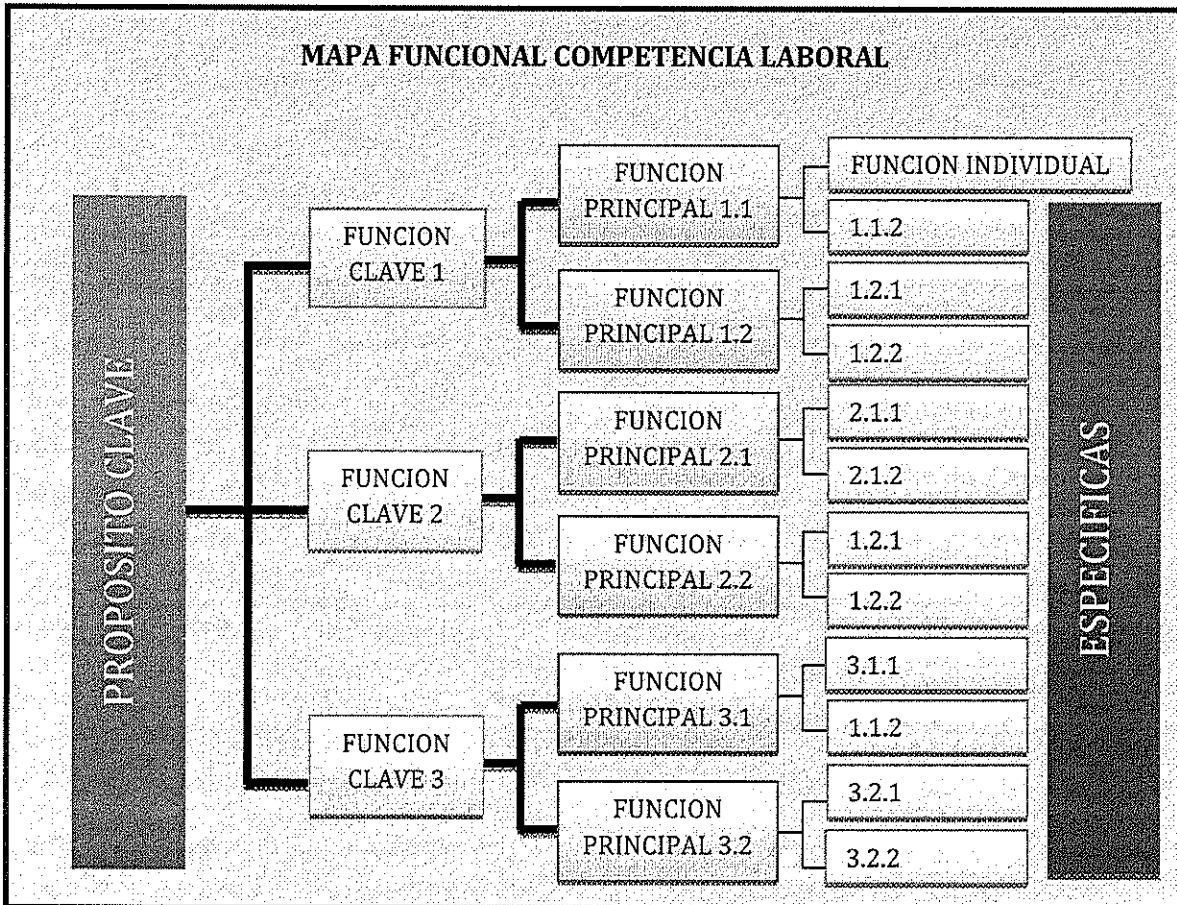 MAPA FUNCIONAL COMPETENCIA LABORAL
PROPOSITO CLAVE
FUNCION
CLAVE 1
FUNCION
PRINCIPAL 1.1
FUNCION INDIVIDUAL
1.1.2
FUNCION
PRINCIPAL 1.2
1.2.1
1.2.2
FUNCION
CLAVE 2
FUNCION
PRINCIPAL 2.1
2.1.1
2.1.2
FUNCION
PRINCIPAL 2.2
1.2.1
1.2.2
FUNCION
CLAVE 3
FUNCION
PRINCIPAL 3.1
3.1.1
1.1.2
FUNCION
PRINCIPAL 3.2
3.2.1
3.2.2
ESPECIFICAS